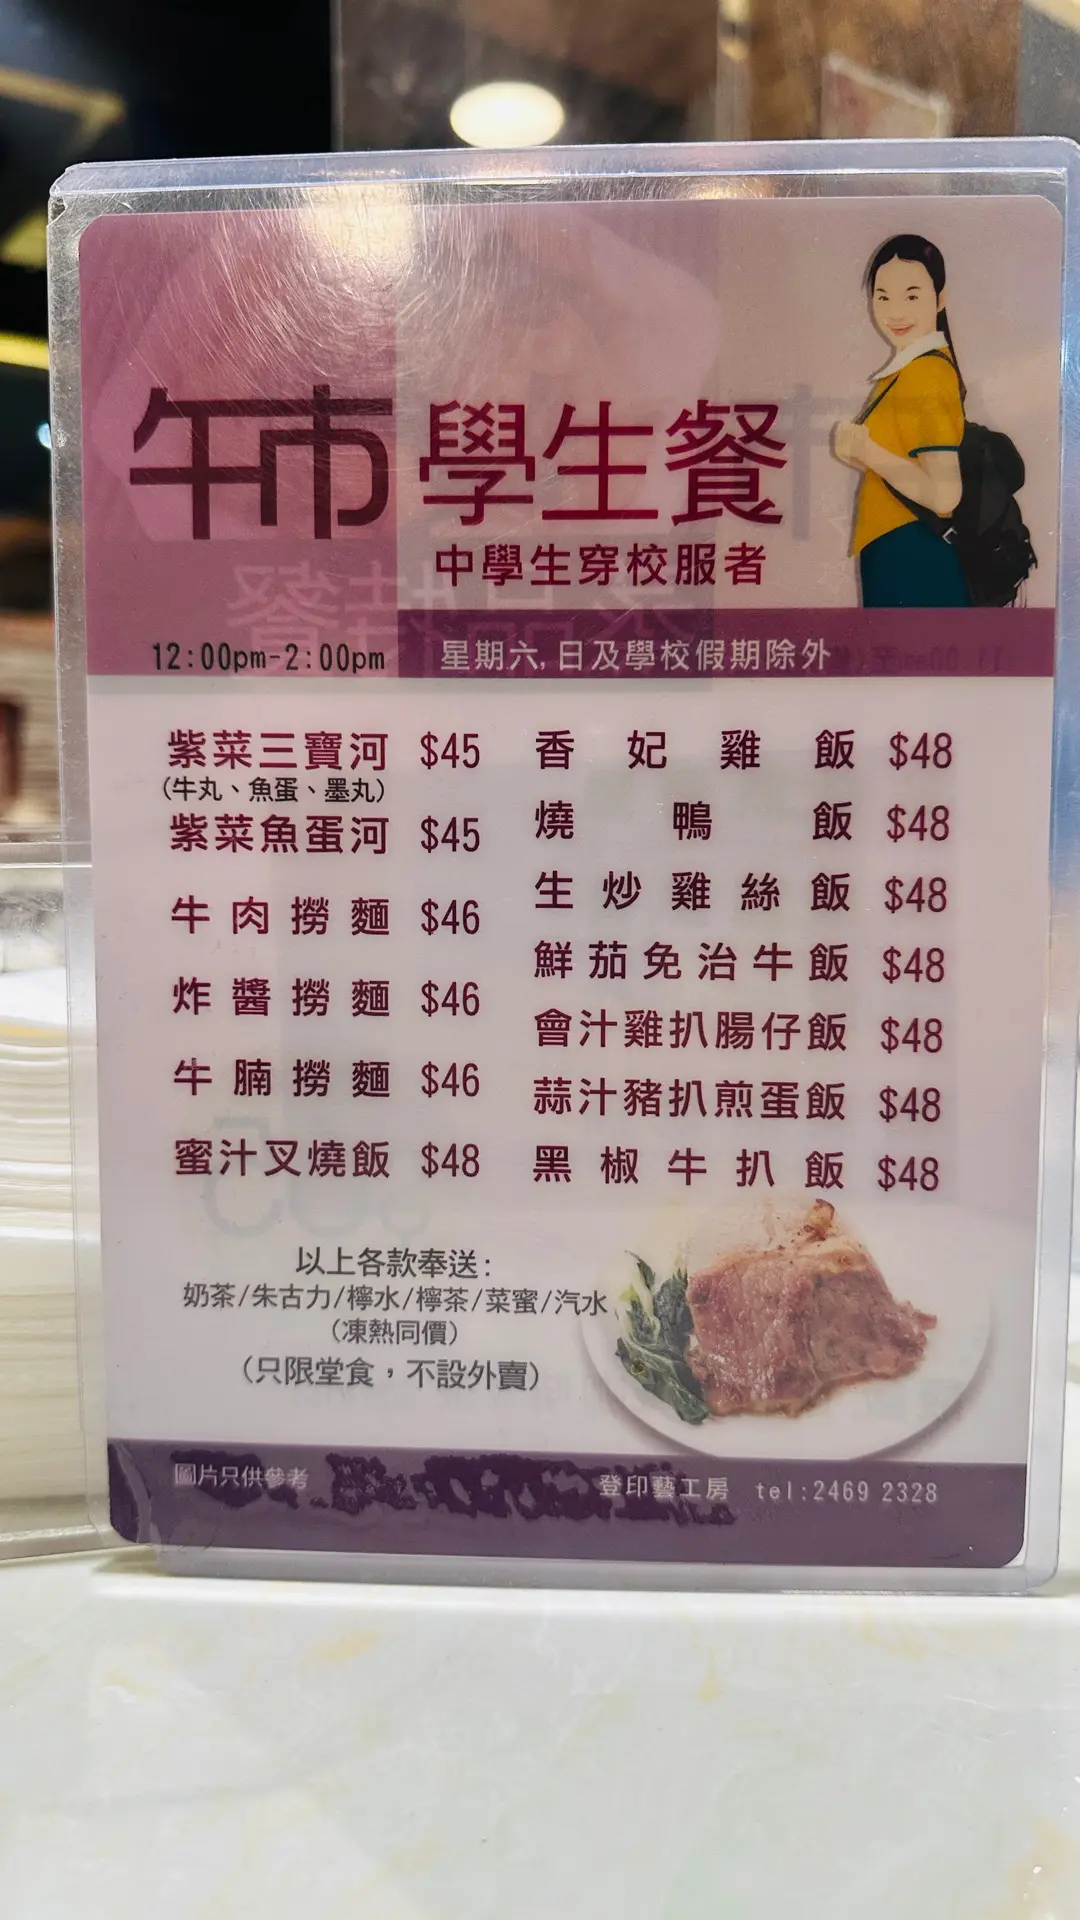 午市 學生餐
中學生穿校服者
12:00pm-2:00pm 星期六,日及學校假期除外
紫菜三寶河 $45
(牛丸、魚蛋、墨丸)
紫菜魚蛋河 $45
牛肉撈麵 $46
炸醬撈麵 $46
牛腩撈麵 $46
蜜汁叉燒飯 $48
香妃雞飯 $48
燒鴨飯 $48
生炒雞絲飯 $48
鮮茄免治牛飯 $48
會汁雞扒腸仔飯 $48
蒜汁豬扒煎蛋飯 $48
黑椒牛扒飯 $48
以上各款奉送:
奶茶/朱古力/檸水/檸茶/菜蜜/汽水
(凍熱同價)
(只限堂食，不設外賣)
圖片只供參考 登印藝工房 tel:2469 2328